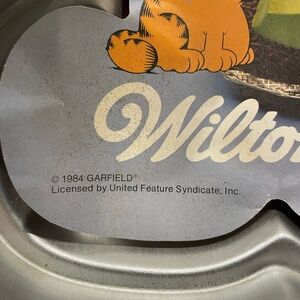 Wilto
© 1984 GARFIELD®
Licensed by United Feature Syndicate, Inc.